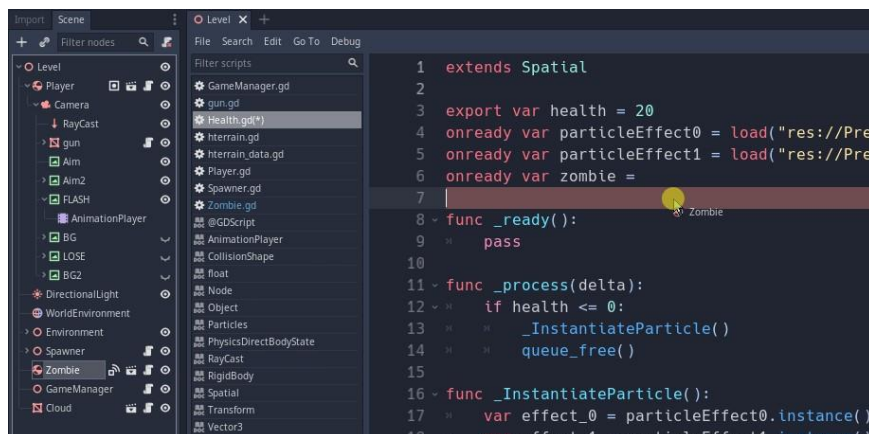 Import Scene
Level
Filter nodes
Level
Player
Camera
RayCast
gun
Aim
Aim2
FLASH
AnimationPlayer
BG
LOSE
BG2
DirectionalLight
WorldEnvironment
Environment
Spawner
Zombie
GameManager
Cloud
File Search Edit Go To Debug
Filter scripts
GameManager.gd
gun.gd
Health.gd(*)
hterrain.gd
hterrain_data.gd
Player.gd
Spawner.gd
Zombie.gd
@GDScript
AnimationPlayer
CollisionShape
float
Node
Object
Particles
PhysicsDirectBodyState
RayCast
RigidBody
Spatial
Transform
Vector3
1 extends Spatial
2
3 export var health = 20
4 onready var particleEffect0 = load("res://Pre
5 onready var particleEffect1 = load("res://Pre
6 onready var zombie =
7
Zombie
8 func _ready():
9 pass
10
11 func _process(delta):
12 if health <= 0:
13 _InstantiateParticle()
14 queue_free()
15
16 func _InstantiateParticle():
17 var effect_0 = particleEffect0.instance()